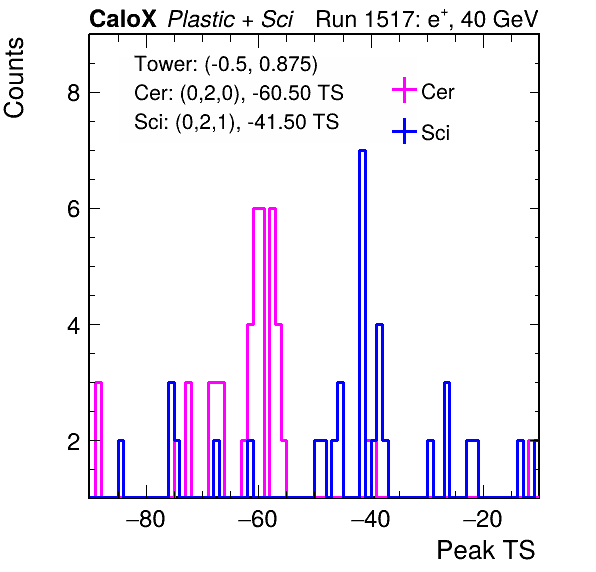 CaloX Plastic + Sci Run 1517: e+, 40 GeV
Counts
Tower: (-0.5, 0.875)
Cer: (0,2,0), -60.50 TS
Sci: (0,2,1), -41.50 TS
Cer
Sci
8
6
4
2
−80 −60 −40 −20
Peak TS